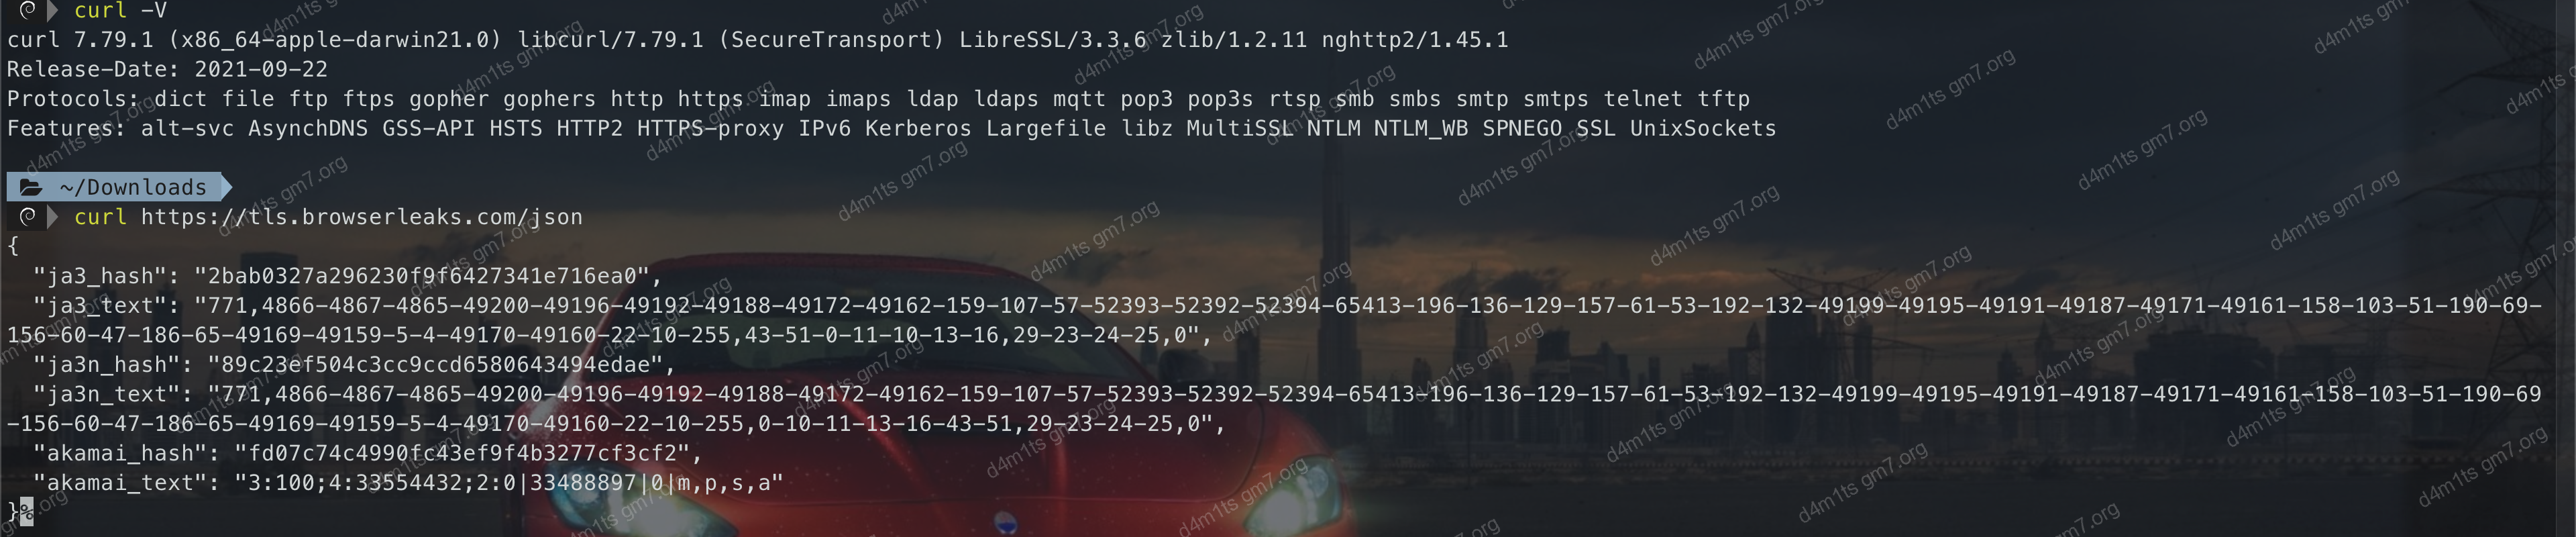 curl -V
curl 7.79.1 (x86_64-apple-darwin21.0) libcurl/7.79.1 (SecureTransport) LibreSSL/3.3.6 zlib/1.2.11 nghttp2/1.45.1
Release-Date: 2021-09-22
Protocols: dict file ftp ftps gopher gophers http https imap imaps ldap ldaps mqtt pop3 pop3s rtsp smb smbs smtp smtps telnet tftp
Features: alt-svc AsynchDNS GSS-API HSTS HTTP2 HTTPS-proxy IPv6 Kerberos Largefile libz MultiSSL NTLM NTLM_WB SPNEGO SSL UnixSockets
~/Downloads
curl https://tls.browserleaks.com/json
{
"ja3_hash": "2bab0327a296230f9f6427341e716ea0",
"ja3_text": "771,4866-4867-4865-49200-49196-49192-49188-49172-49162-159-107-57-52393-52392-52394-65413-196-136-129-157-61-53-192-132-49199-49195-49191-49187-49171-49161-158-103-51-190-69-
156-60-47-186-65-49169-49159-5-4-49170-49160-22-10-255,43-51-0-11-10-13-16,29-23-24-25,0",
"ja3n_hash": "89c23ef504c3cc9ccd6580643494edae",
"ja3n_text": "771,4866-4867-4865-49200-49196-49192-49188-49172-49162-159-107-57-52393-52392-52394-65413-196-136-129-157-61-53-192-132-49199-49195-49191-49187-49171-49161-158-103-51-190-69
-156-60-47-186-65-49169-49159-5-4-49170-49160-22-10-255,0-10-11-13-16-43-51,29-23-24-25,0",
"akamai_hash": "fd07c74c4990fc43ef9f4b3277cf3cf2",
"akamai_text": "3:100;4:33554432;2:0|33488897|0|m,p,s,a"
}%
d4m1ts gm7.org